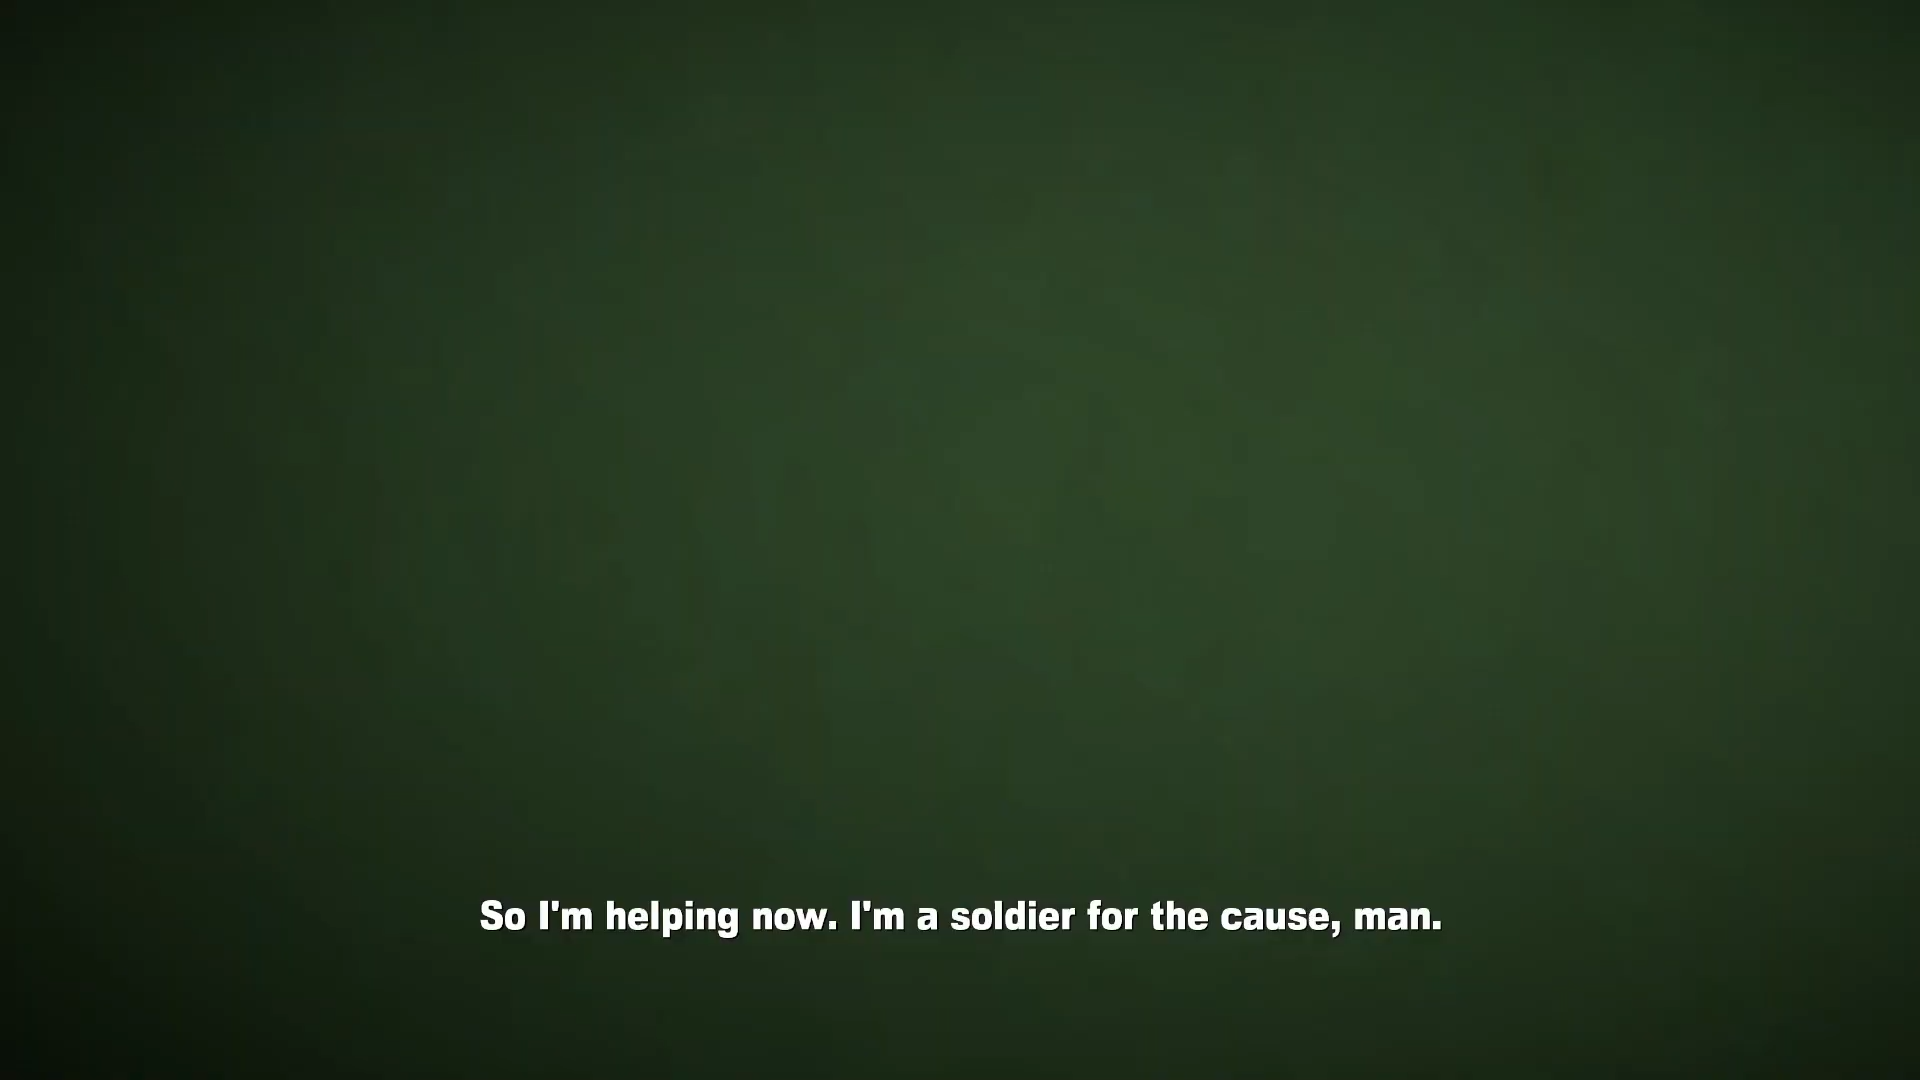 So I'm helping now. I'm a soldier for the cause, man.